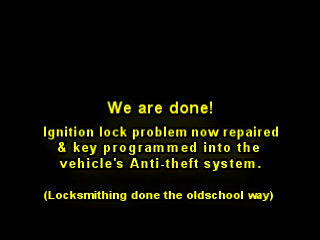 We are done!
Ignition lock problem now repaired
& key programmed into the
vehicle's Anti-theft system.
(Locksmithing done the oldschool way)